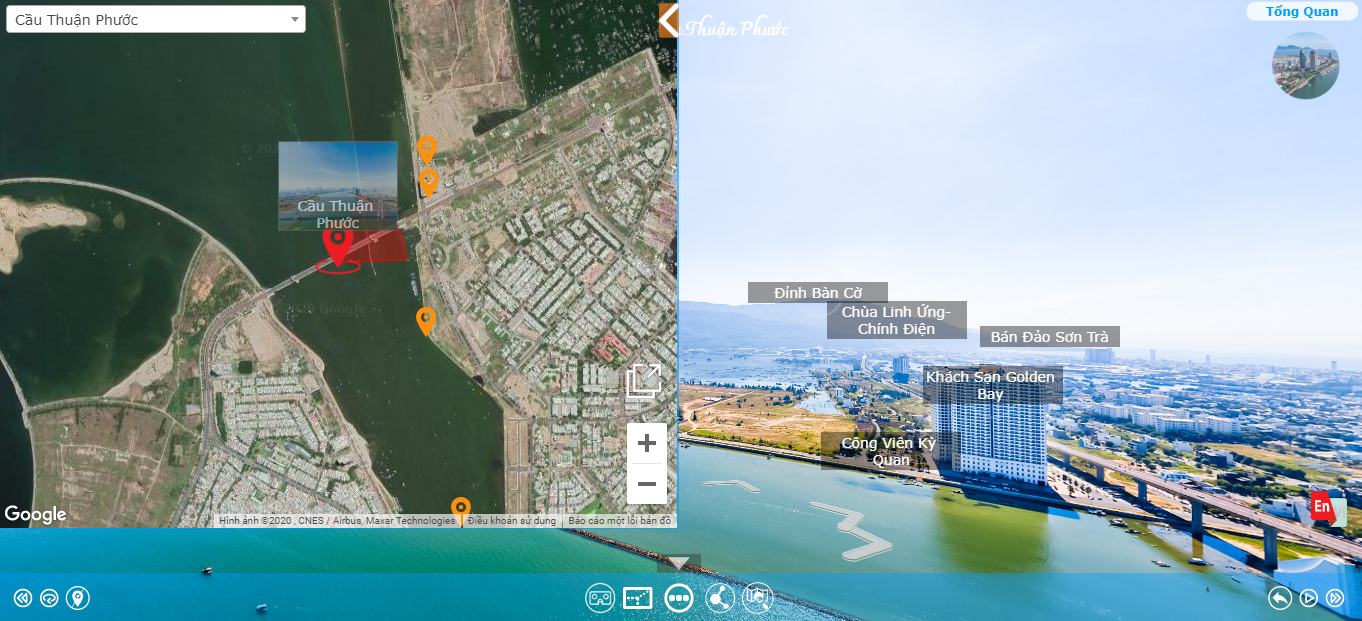 Cầu Thuận Phước
Thuận Phước
Tổng Quan
Cầu Thuận
Phước
2020 Google
Đỉnh Bàn Cờ
Chùa Linh Ứng-
Chính Điện
Bán Đảo Sơn Trà
Khách Sạn Golden
Bay
Công Viên Kỳ
Quan
En
Google
Hình ảnh ©2020 , CNES / Airbus, Maxar Technologies
Điều khoản sử dụng
Báo cáo một lỗi bản đồ